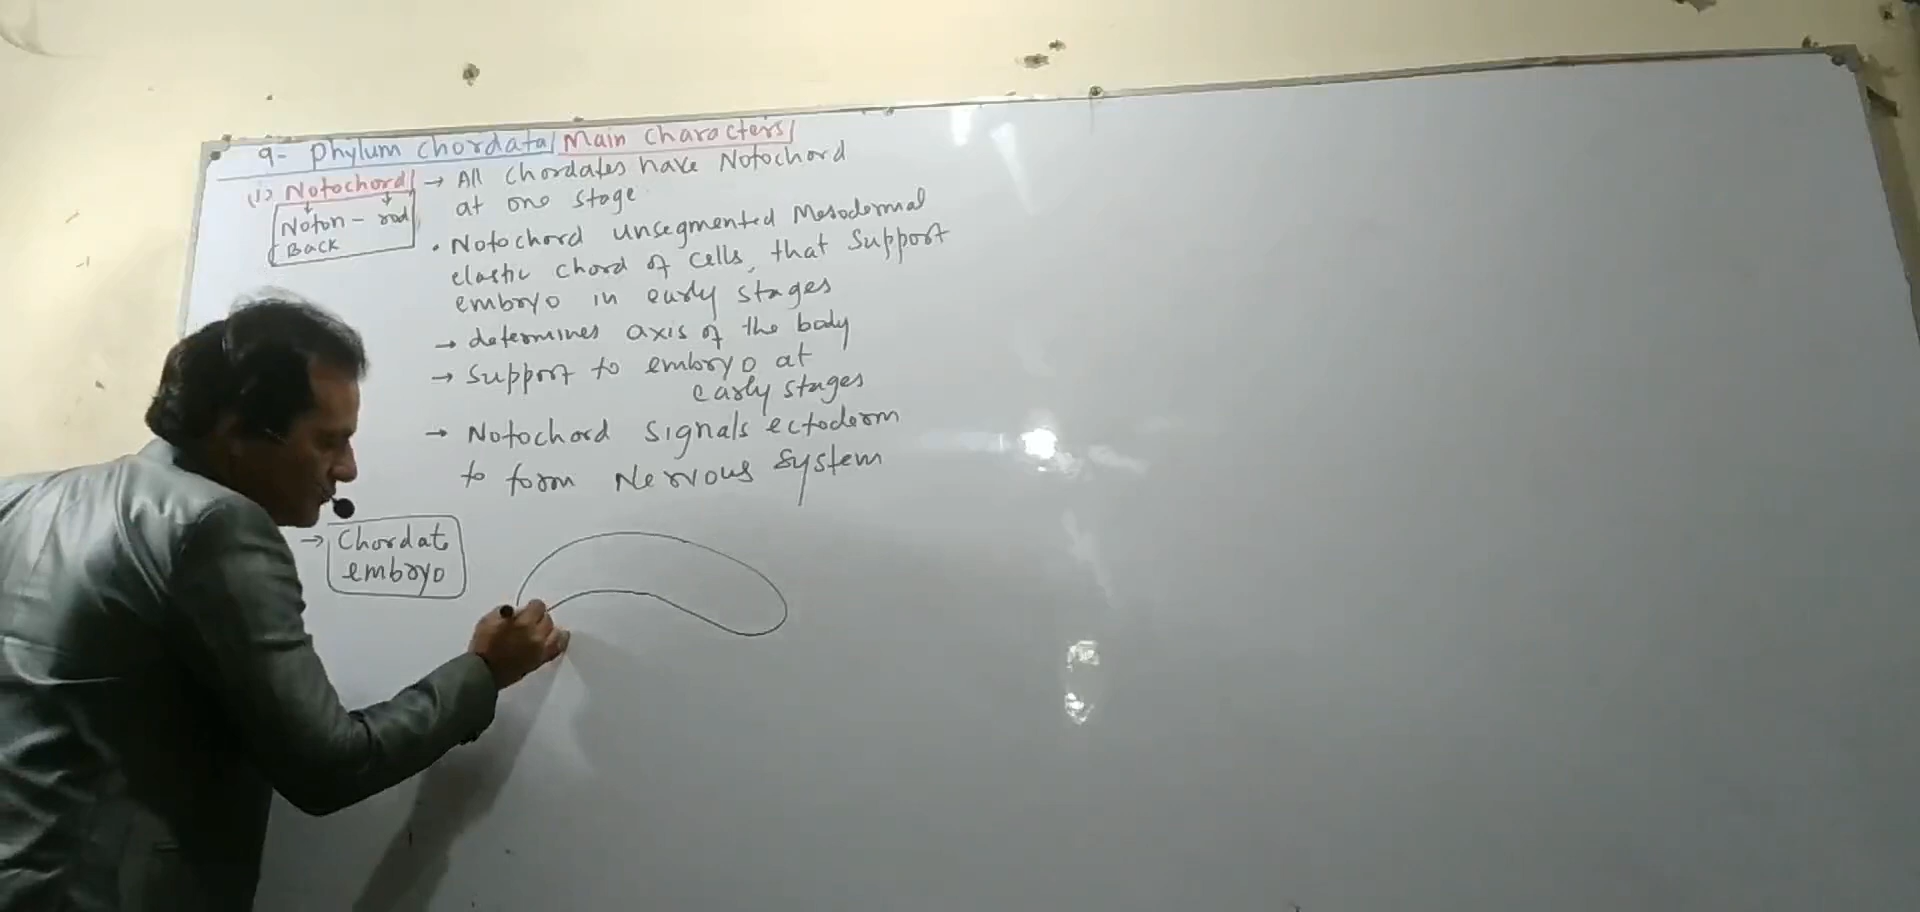 9- Phylum chordata/ Main characters/
(1) Notochord/ → All chordates have Notochord
at one stage
Noton - rod
Back
• Notochord unsegmented Mesodermal
elastic chord of cells, that support
embryo in early stages
→ determines axis of the body
→ Support to embryo at
early stages
→ Notochord signals ectoderm
to form Nervous system
→ Chordate
embryo